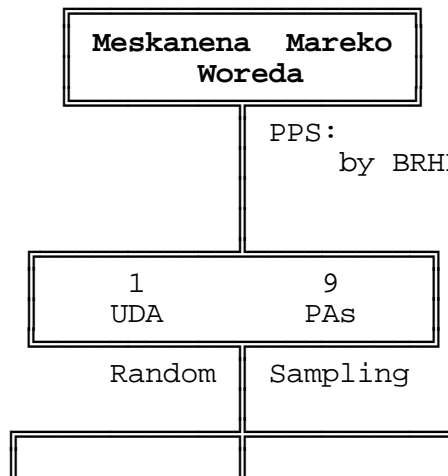 Meskanena Mareko
Woreda
PPS:
by BRH
1 9
UDA PAs
Random Sampling